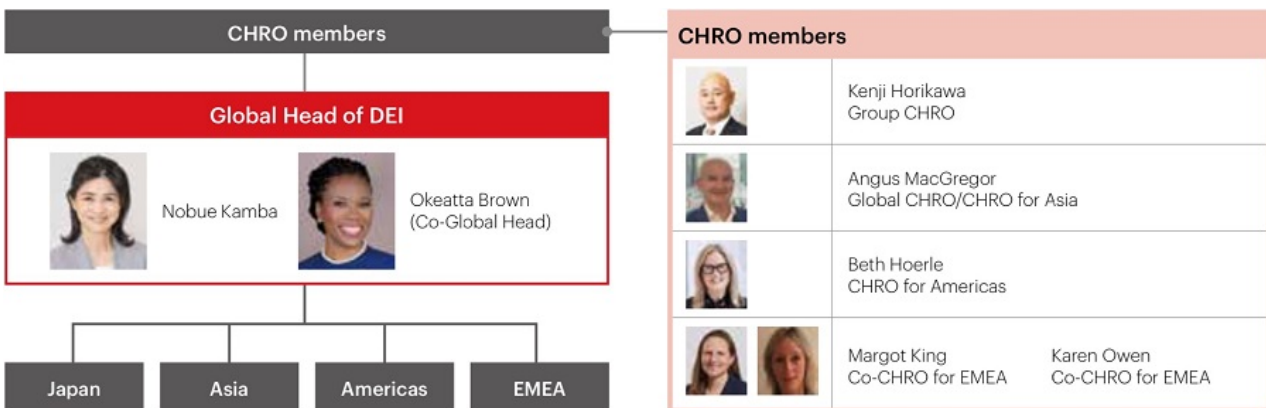 CHRO members
Global Head of DEI
Nobue Kamba
Okeatta Brown
(Co-Global Head)
Japan
Asia
Americas
EMEA
CHRO members
Kenji Horikawa
Group CHRO
Angus MacGregor
Global CHRO/CHRO for Asia
Beth Hoerle
CHRO for Americas
Margot King
Co-CHRO for EMEA
Karen Owen
Co-CHRO for EMEA